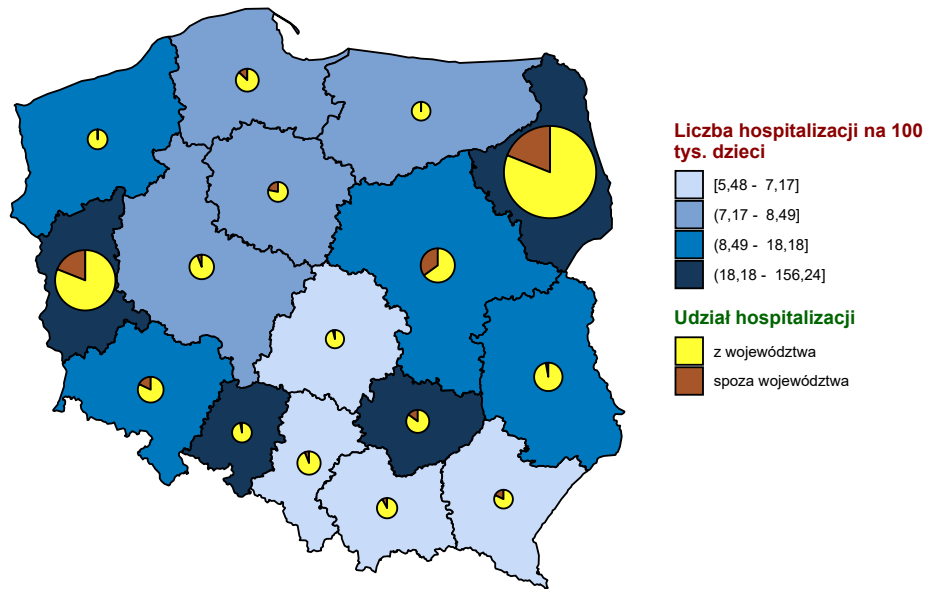 Liczba hospitalizacji na 100
tys. dzieci
[5,48 - 7,17]
(7,17 - 8,49]
(8,49 - 18,18]
(18,18 - 156,24]
Udział hospitalizacji
z województwa
spoza województwa